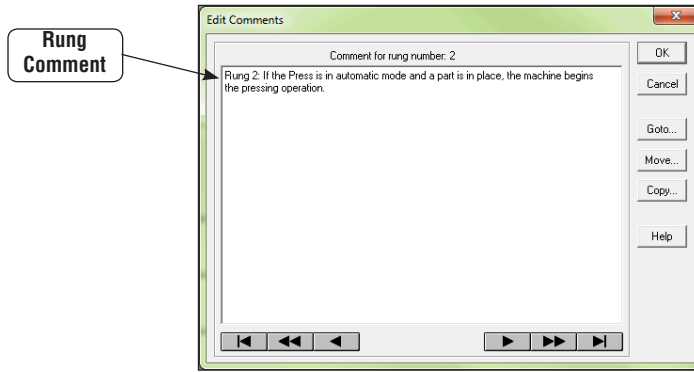 Edit Comments
Rung
Comment
Comment for rung number: 2
Rung 2: If the Press is in automatic mode and a part is in place, the machine begins
the pressing operation.
OK
Cancel
Goto...
Move...
Copy...
Help